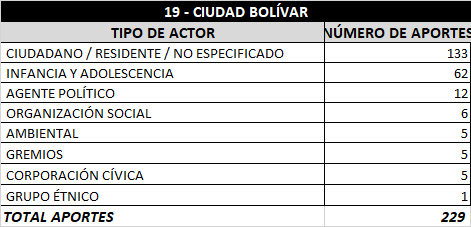 19 - CIUDAD BOLÍVAR
TIPO DE ACTOR NÚMERO DE APORTES
CIUDADANO / RESIDENTE / NO ESPECIFICADO 133
INFANCIA Y ADOLESCENCIA 62
AGENTE POLÍTICO 12
ORGANIZACIÓN SOCIAL 6
AMBIENTAL 5
GREMIOS 5
CORPORACIÓN CÍVICA 5
GRUPO ÉTNICO 1
TOTAL APORTES 229